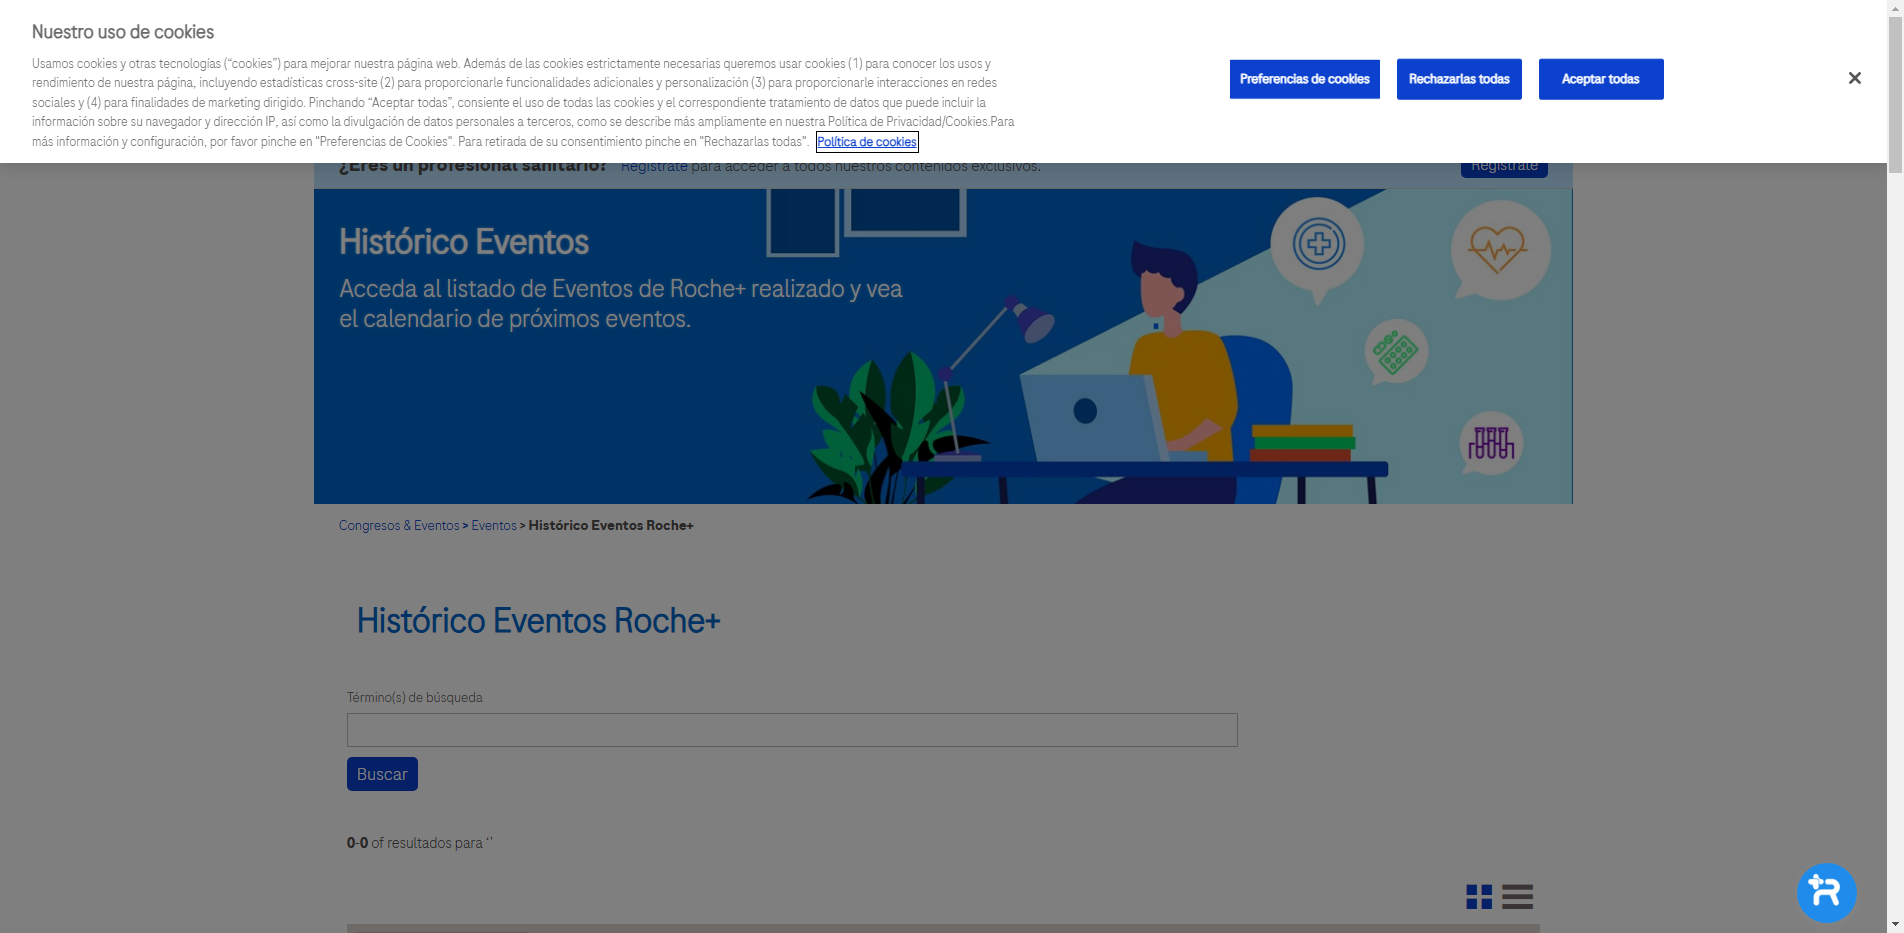 Nuestro uso de cookies
Usamos cookies y otras tecnologías (“cookies”) para mejorar nuestra página web. Además de las cookies estrictamente necesarias queremos usar cookies (1) para conocer los usos y
rendimiento de nuestra página, incluyendo estadísticas cross-site (2) para proporcionarle funcionalidades adicionales y personalización (3) para proporcionarle interacciones en redes
sociales y (4) para finalidades de marketing dirigido. Pinchando “Aceptar todas”, consiente el uso de todas las cookies y el correspondiente tratamiento de datos que puede incluir la
información sobre su navegador y dirección IP, así como la divulgación de datos personales a terceros, como se describe más ampliamente en nuestra Política de Privacidad/Cookies.Para
más información y configuración, por favor pinche en "Preferencias de Cookies". Para retirada de su consentimiento pinche en "Rechazarlas todas". Política de cookies
Preferencias de cookies
Rechazarlas todas
Aceptar todas
¿Eres un profesional sanitario? Regístrate para acceder a todos nuestros contenidos exclusivos.
Regístrate
Histórico Eventos
Acceda al listado de Eventos de Roche+ realizado y vea
el calendario de próximos eventos.
Congresos & Eventos > Eventos > Histórico Eventos Roche+
Histórico Eventos Roche+
Término(s) de búsqueda
Buscar
0-0 of resultados para ‘’